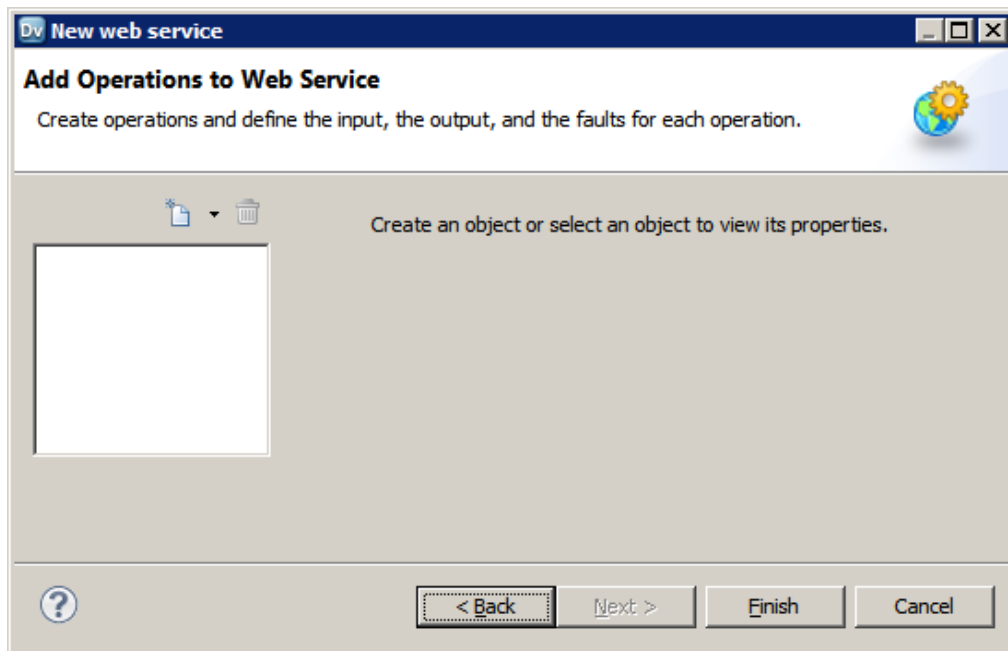 Dv New web service
Add Operations to Web Service
Create operations and define the input, the output, and the faults for each operation.
Create an object or select an object to view its properties.
?
< Back
Next >
Finish
Cancel